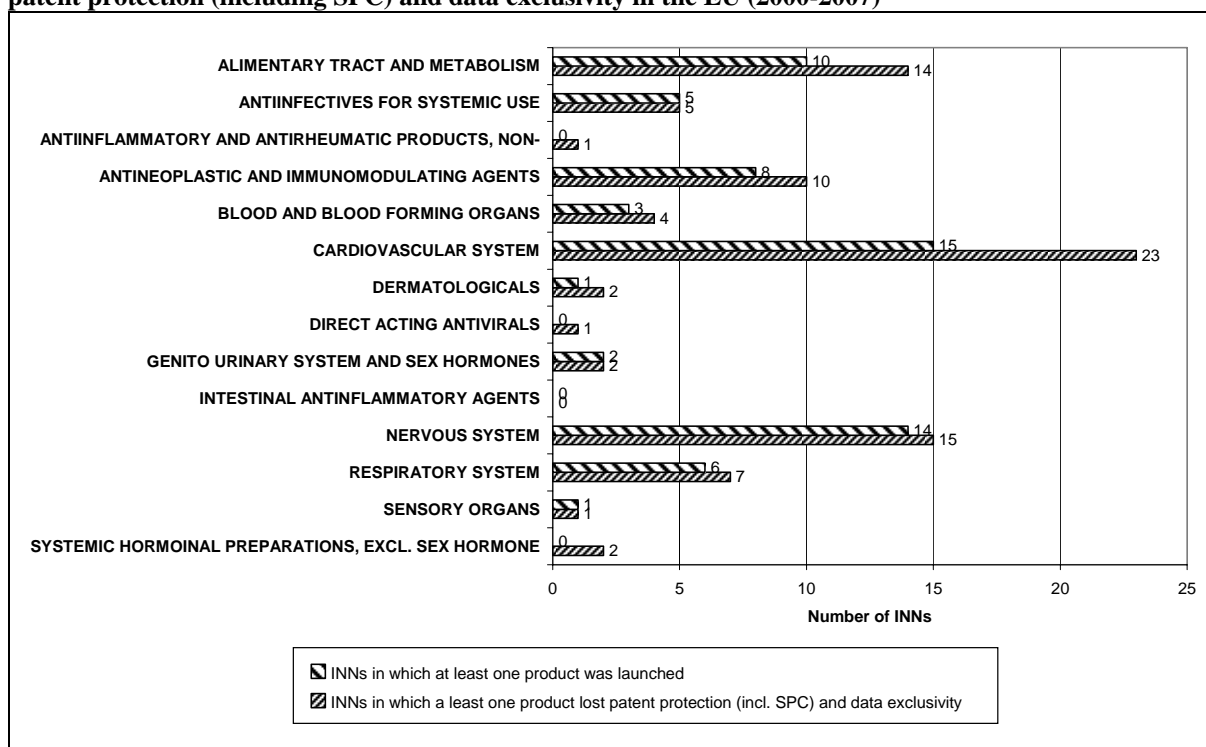 patent protection (including SPC) and data exclusivity in the EU (2000-2007)
ALIMENTARY TRACT AND METABOLISM
10
14
ANTIINFECTIVES FOR SYSTEMIC USE
5
5
ANTIINFLAMMATORY AND ANTIRHEUMATIC PRODUCTS, NON-
0
1
ANTINEOPLASTIC AND IMMUNOMODULATING AGENTS
8
10
BLOOD AND BLOOD FORMING ORGANS
3
4
CARDIOVASCULAR SYSTEM
15
23
DERMATOLOGICALS
1
2
DIRECT ACTING ANTIVIRALS
0
1
GENITO URINARY SYSTEM AND SEX HORMONES
2
2
INTESTINAL ANTINFLAMMATORY AGENTS
0
0
NERVOUS SYSTEM
14
15
RESPIRATORY SYSTEM
6
7
SENSORY ORGANS
1
1
SYSTEMIC HORMOINAL PREPARATIONS, EXCL. SEX HORMONE
0
2
0 5 10 15 20 25
Number of INNs
INNs in which at least one product was launched
INNs in which a least one product lost patent protection (incl. SPC) and data exclusivity